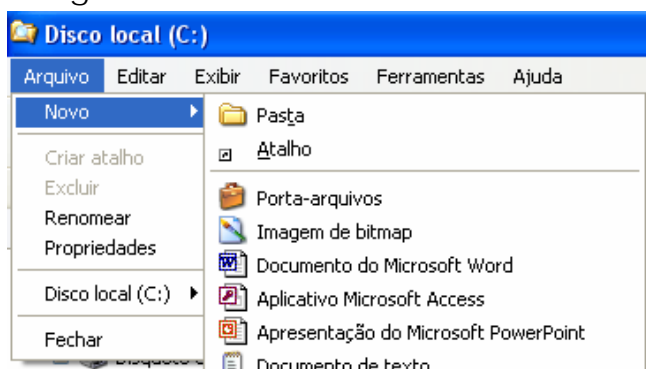 Disco local (C:)
Arquivo Editar Exibir Favoritos Ferramentas Ajuda
Novo
Criar atalho
Excluir
Renomear
Propriedades
Disco local (C:)
Fechar
Pasta
Atalho
Porta-arquivos
Imagem de bitmap
Documento do Microsoft Word
Aplicativo Microsoft Access
Apresentação do Microsoft PowerPoint
Documento de texto